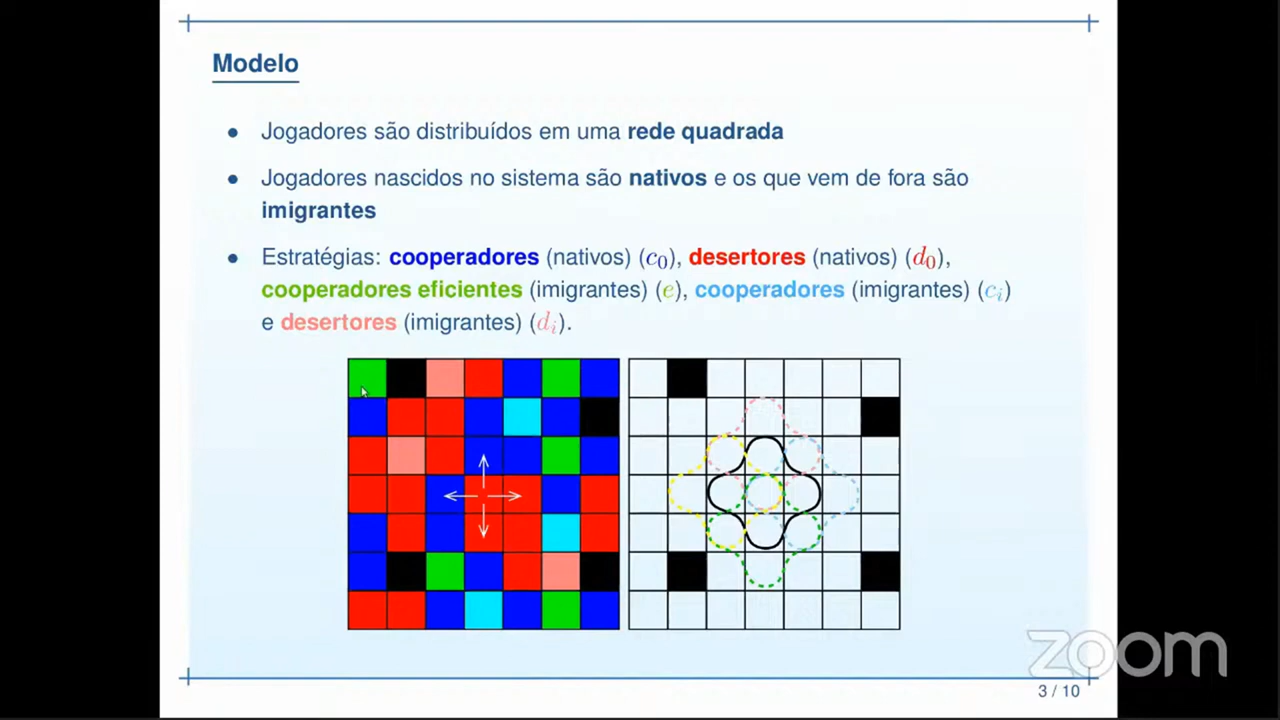 Modelo
● Jogadores são distribuídos em uma rede quadrada
● Jogadores nascidos no sistema são nativos e os que vem de fora são
imigrantes
● Estratégias: cooperadores (nativos) (c₀), desertores (nativos) (d₀),
cooperadores eficientes (imigrantes) (e), cooperadores (imigrantes) (cᵢ)
e desertores (imigrantes) (dᵢ).
zoom
3 / 10